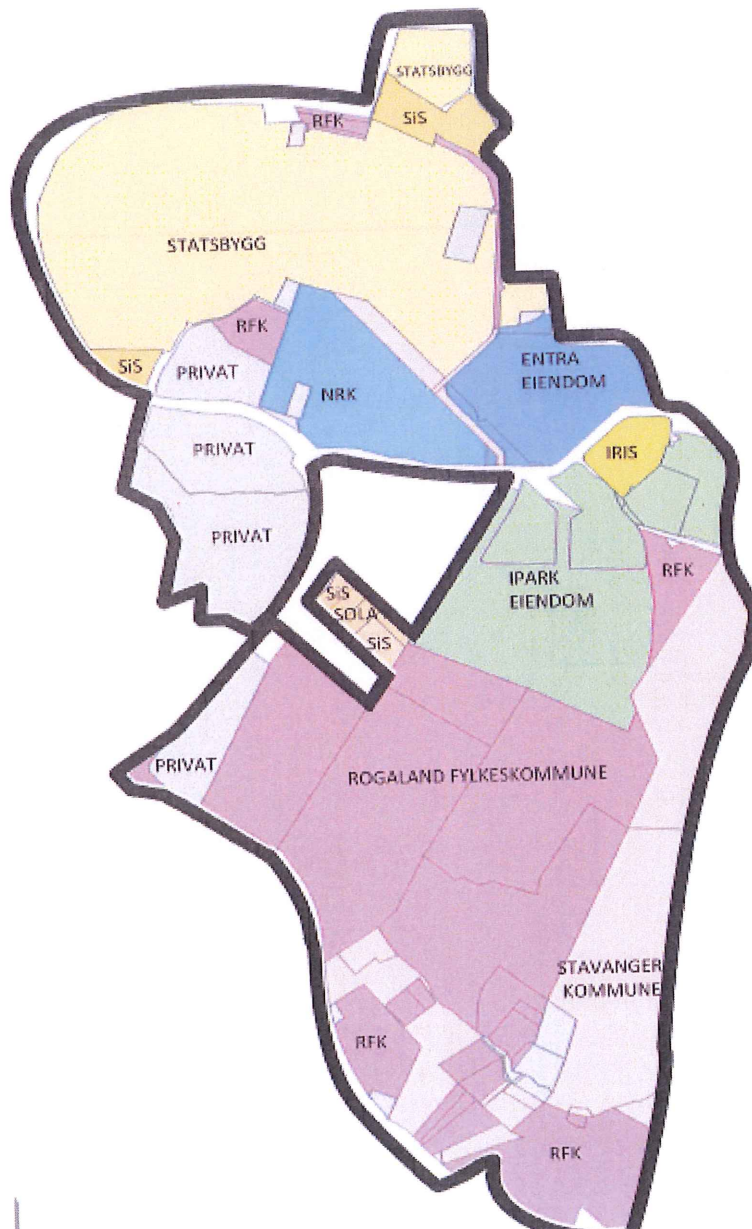 STATSBYGG
SiS
RFK
STATSBYGG
RFK
SiS
PRIVAT
NRK
ENTRA
EIENDOM
PRIVAT
IRIS
PRIVAT
RFK
IPARK
EIENDOM
SiS
SOLA
SiS
PRIVAT
ROGALAND FYLKESKOMMUNE
STAVANGER
KOMMUNE
RFK
RFK